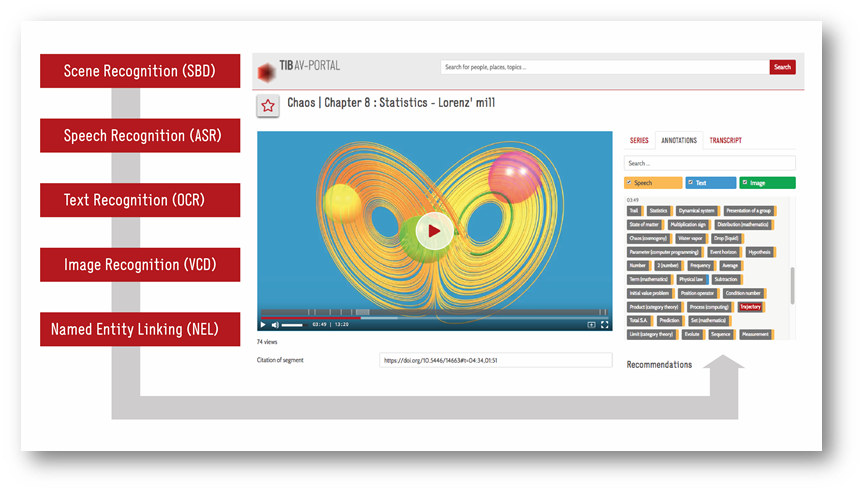 Scene Recognition (SBD)
Speech Recognition (ASR)
Text Recognition (OCR)
Image Recognition (VCD)
Named Entity Linking (NEL)
TIB AV-PORTAL
Search for people, places, topics ...
Search
Chaos | Chapter 8 : Statistics - Lorenz' mill
03:49 | 13:20
74 views
Citation of segment
https://doi.org/10.5446/14663#t=04:34,01:51
SERIES ANNOTATIONS TRANSCRIPT
Search ...
Speech Text Image
03:49
Trail Statistics Dynamical system Presentation of a group
State of matter Multiplication sign Distribution (mathematics)
Chaos (cosmogony) Water vapor Drop (liquid)
Parameter (computer programming) Event horizon Hypothesis
Number 2 (number) Frequency Average
Term (mathematics) Physical law Subtraction
Initial value problem Position operator Condition number
Product (category theory) Process (computing) Trajectory
Total S.A. Prediction Set (mathematics)
Limit (category theory) Evolute Sequence Measurement
Recommendations